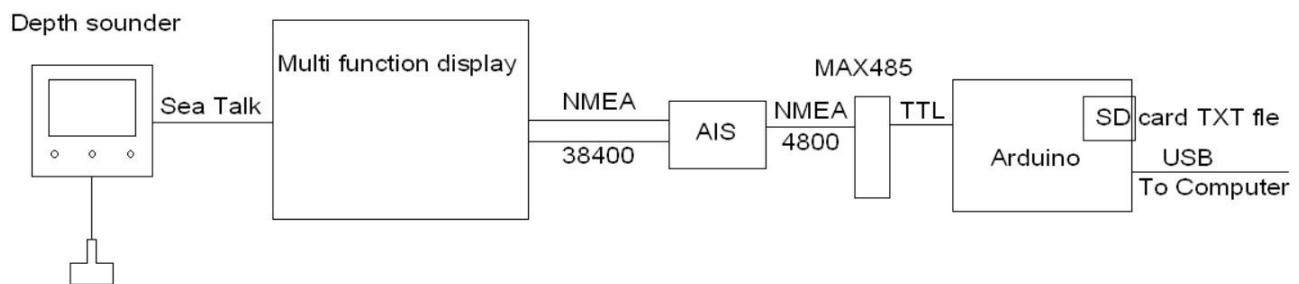 Depth sounder
Sea Talk
Multi function display
NMEA
38400
AIS
NMEA
4800
MAX485
TTL
Arduino
SD card TXT fle
USB
To Computer